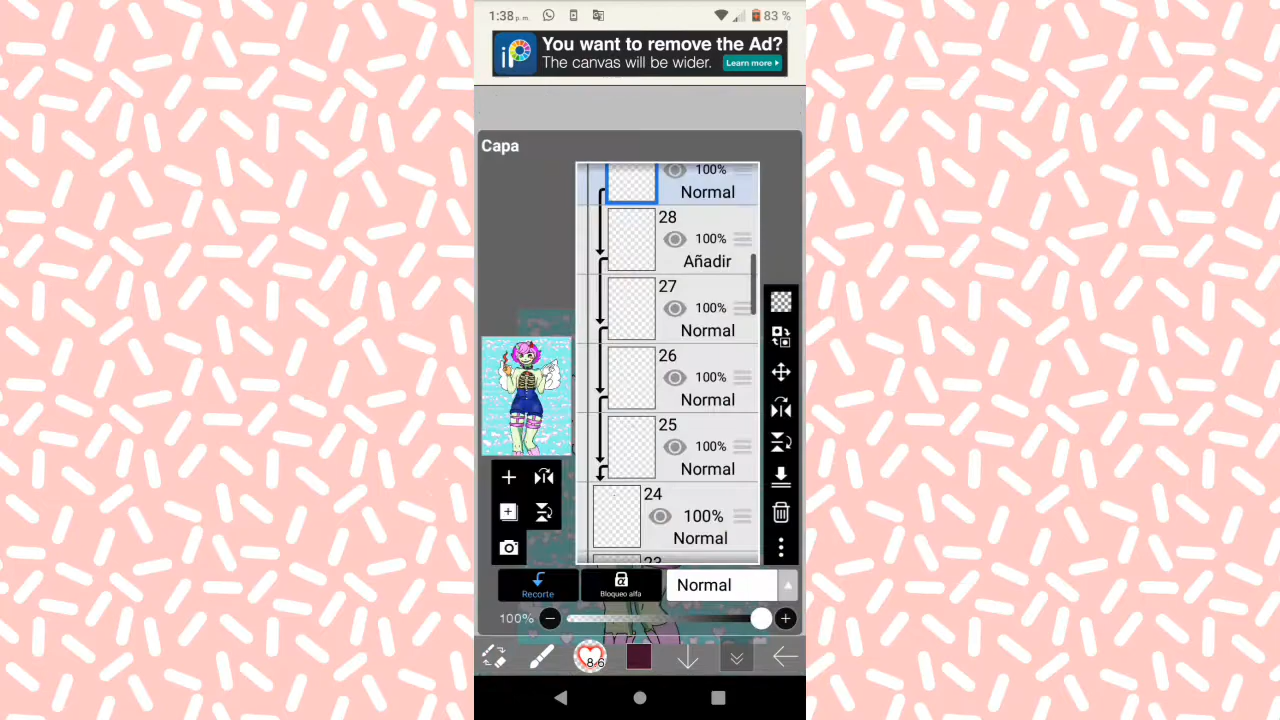 1:38 p. m.
83 %
iP
You want to remove the Ad?
The canvas will be wider.
Learn more
Capa
100%
Normal
28
100%
Añadir
27
100%
Normal
26
100%
Normal
25
100%
Normal
24
100%
Normal
23
Recorte
α
Bloqueo alfa
Normal
100%
8.6